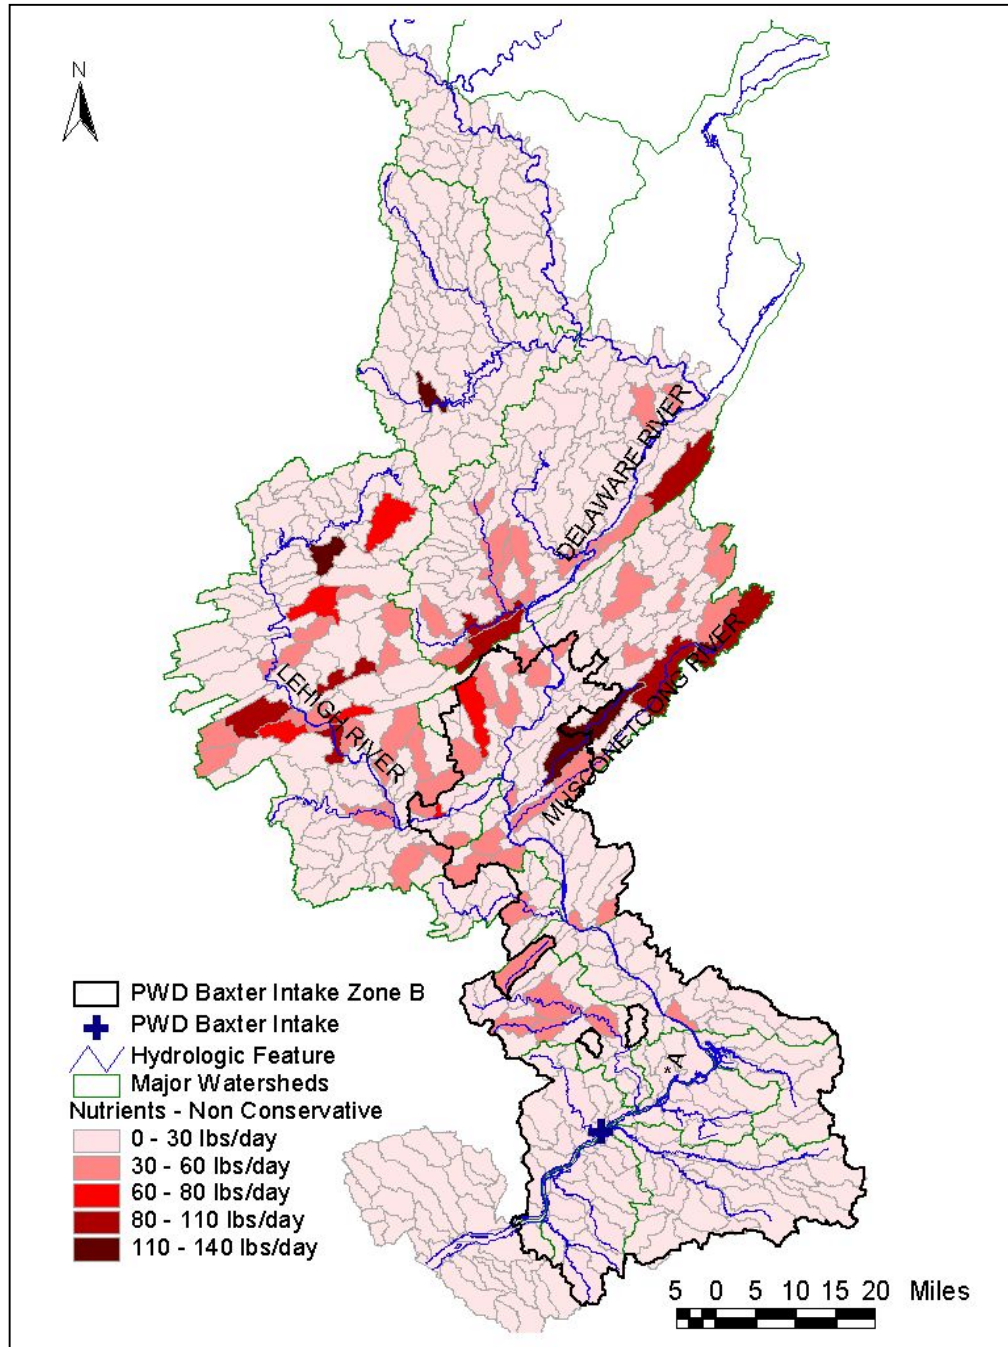 N
DELAWARE RIVER
MUSCONETCONG RIVER
LEHIGH RIVER
*A
PWD Baxter Intake Zone B
PWD Baxter Intake
Hydrologic Feature
Major Watersheds
Nutrients - Non Conservative
0 - 30 lbs/day
30 - 60 lbs/day
60 - 80 lbs/day
80 - 110 lbs/day
110 - 140 lbs/day
5 0 5 10 15 20 Miles